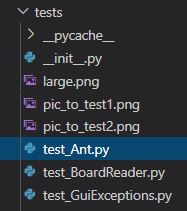 tests
__pycache__
__init__.py
large.png
pic_to_test1.png
pic_to_test2.png
test_Ant.py
test_BoardReader.py
test_GuiExceptions.py